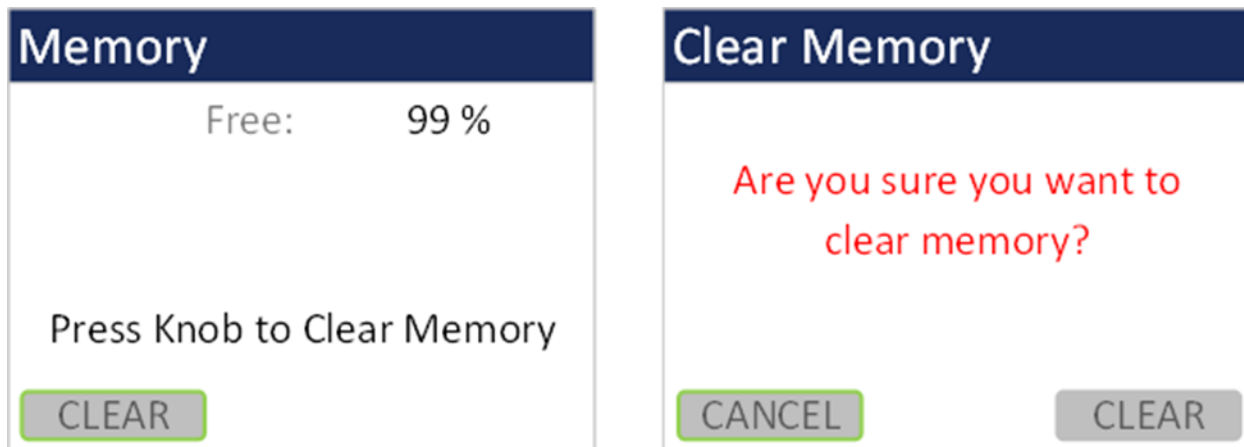 Memory
Free: 99 %
Press Knob to Clear Memory
CLEAR
Clear Memory
Are you sure you want to
clear memory?
CANCEL CLEAR